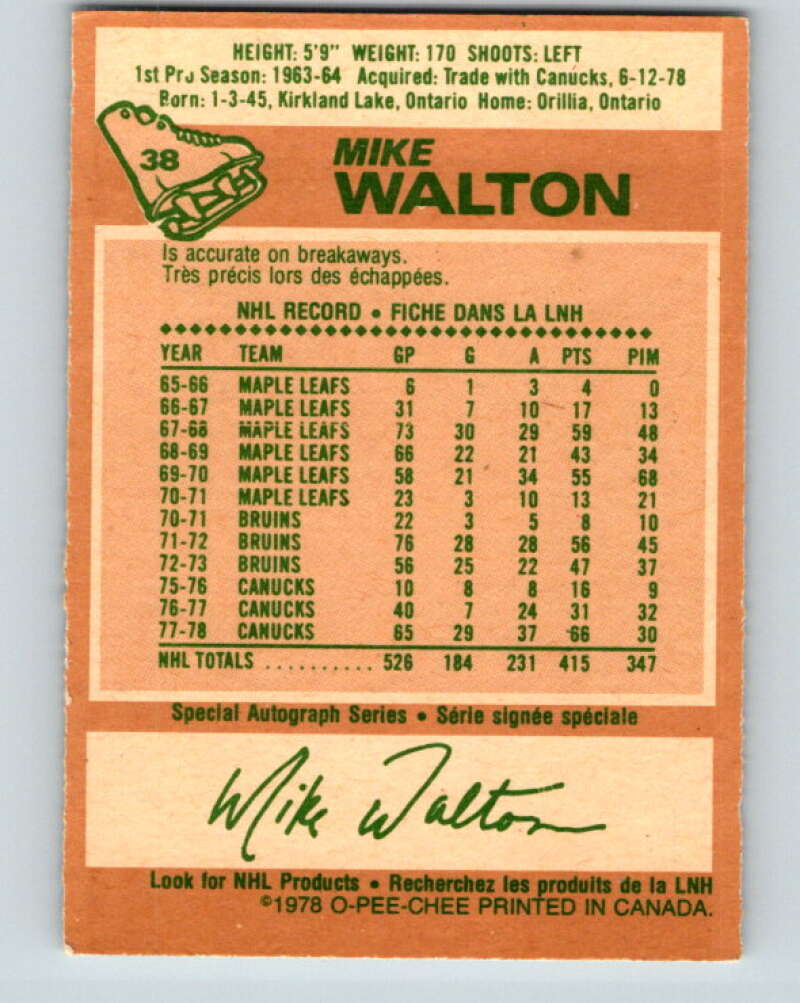 HEIGHT: 5'9" WEIGHT: 170 SHOOTS: LEFT
1st Pro Season: 1963-64 Acquired: Trade with Canucks, 6-12-78
Born: 1-3-45, Kirkland Lake, Ontario Home: Orillia, Ontario
38
MIKE
WALTON
Is accurate on breakaways.
Très précis lors des échappées.
NHL RECORD • FICHE DANS LA LNH
YEAR TEAM GP G A PTS PIM
65-66 MAPLE LEAFS 6 1 3 4 0
66-67 MAPLE LEAFS 31 7 10 17 13
67-68 MAPLE LEAFS 73 30 29 59 48
68-69 MAPLE LEAFS 66 22 21 43 34
69-70 MAPLE LEAFS 58 21 34 55 68
70-71 MAPLE LEAFS 23 3 10 13 21
70-71 BRUINS 22 3 5 8 10
71-72 BRUINS 76 28 28 56 45
72-73 BRUINS 56 25 22 47 37
75-76 CANUCKS 10 8 8 16 9
76-77 CANUCKS 40 7 24 31 32
77-78 CANUCKS 65 29 37 66 30
NHL TOTALS .......... 526 184 231 415 347
Special Autograph Series • Série signée spéciale
Mike Walton
Look for NHL Products • Recherchez les produits de la LNH
©1978 O-PEE-CHEE PRINTED IN CANADA.